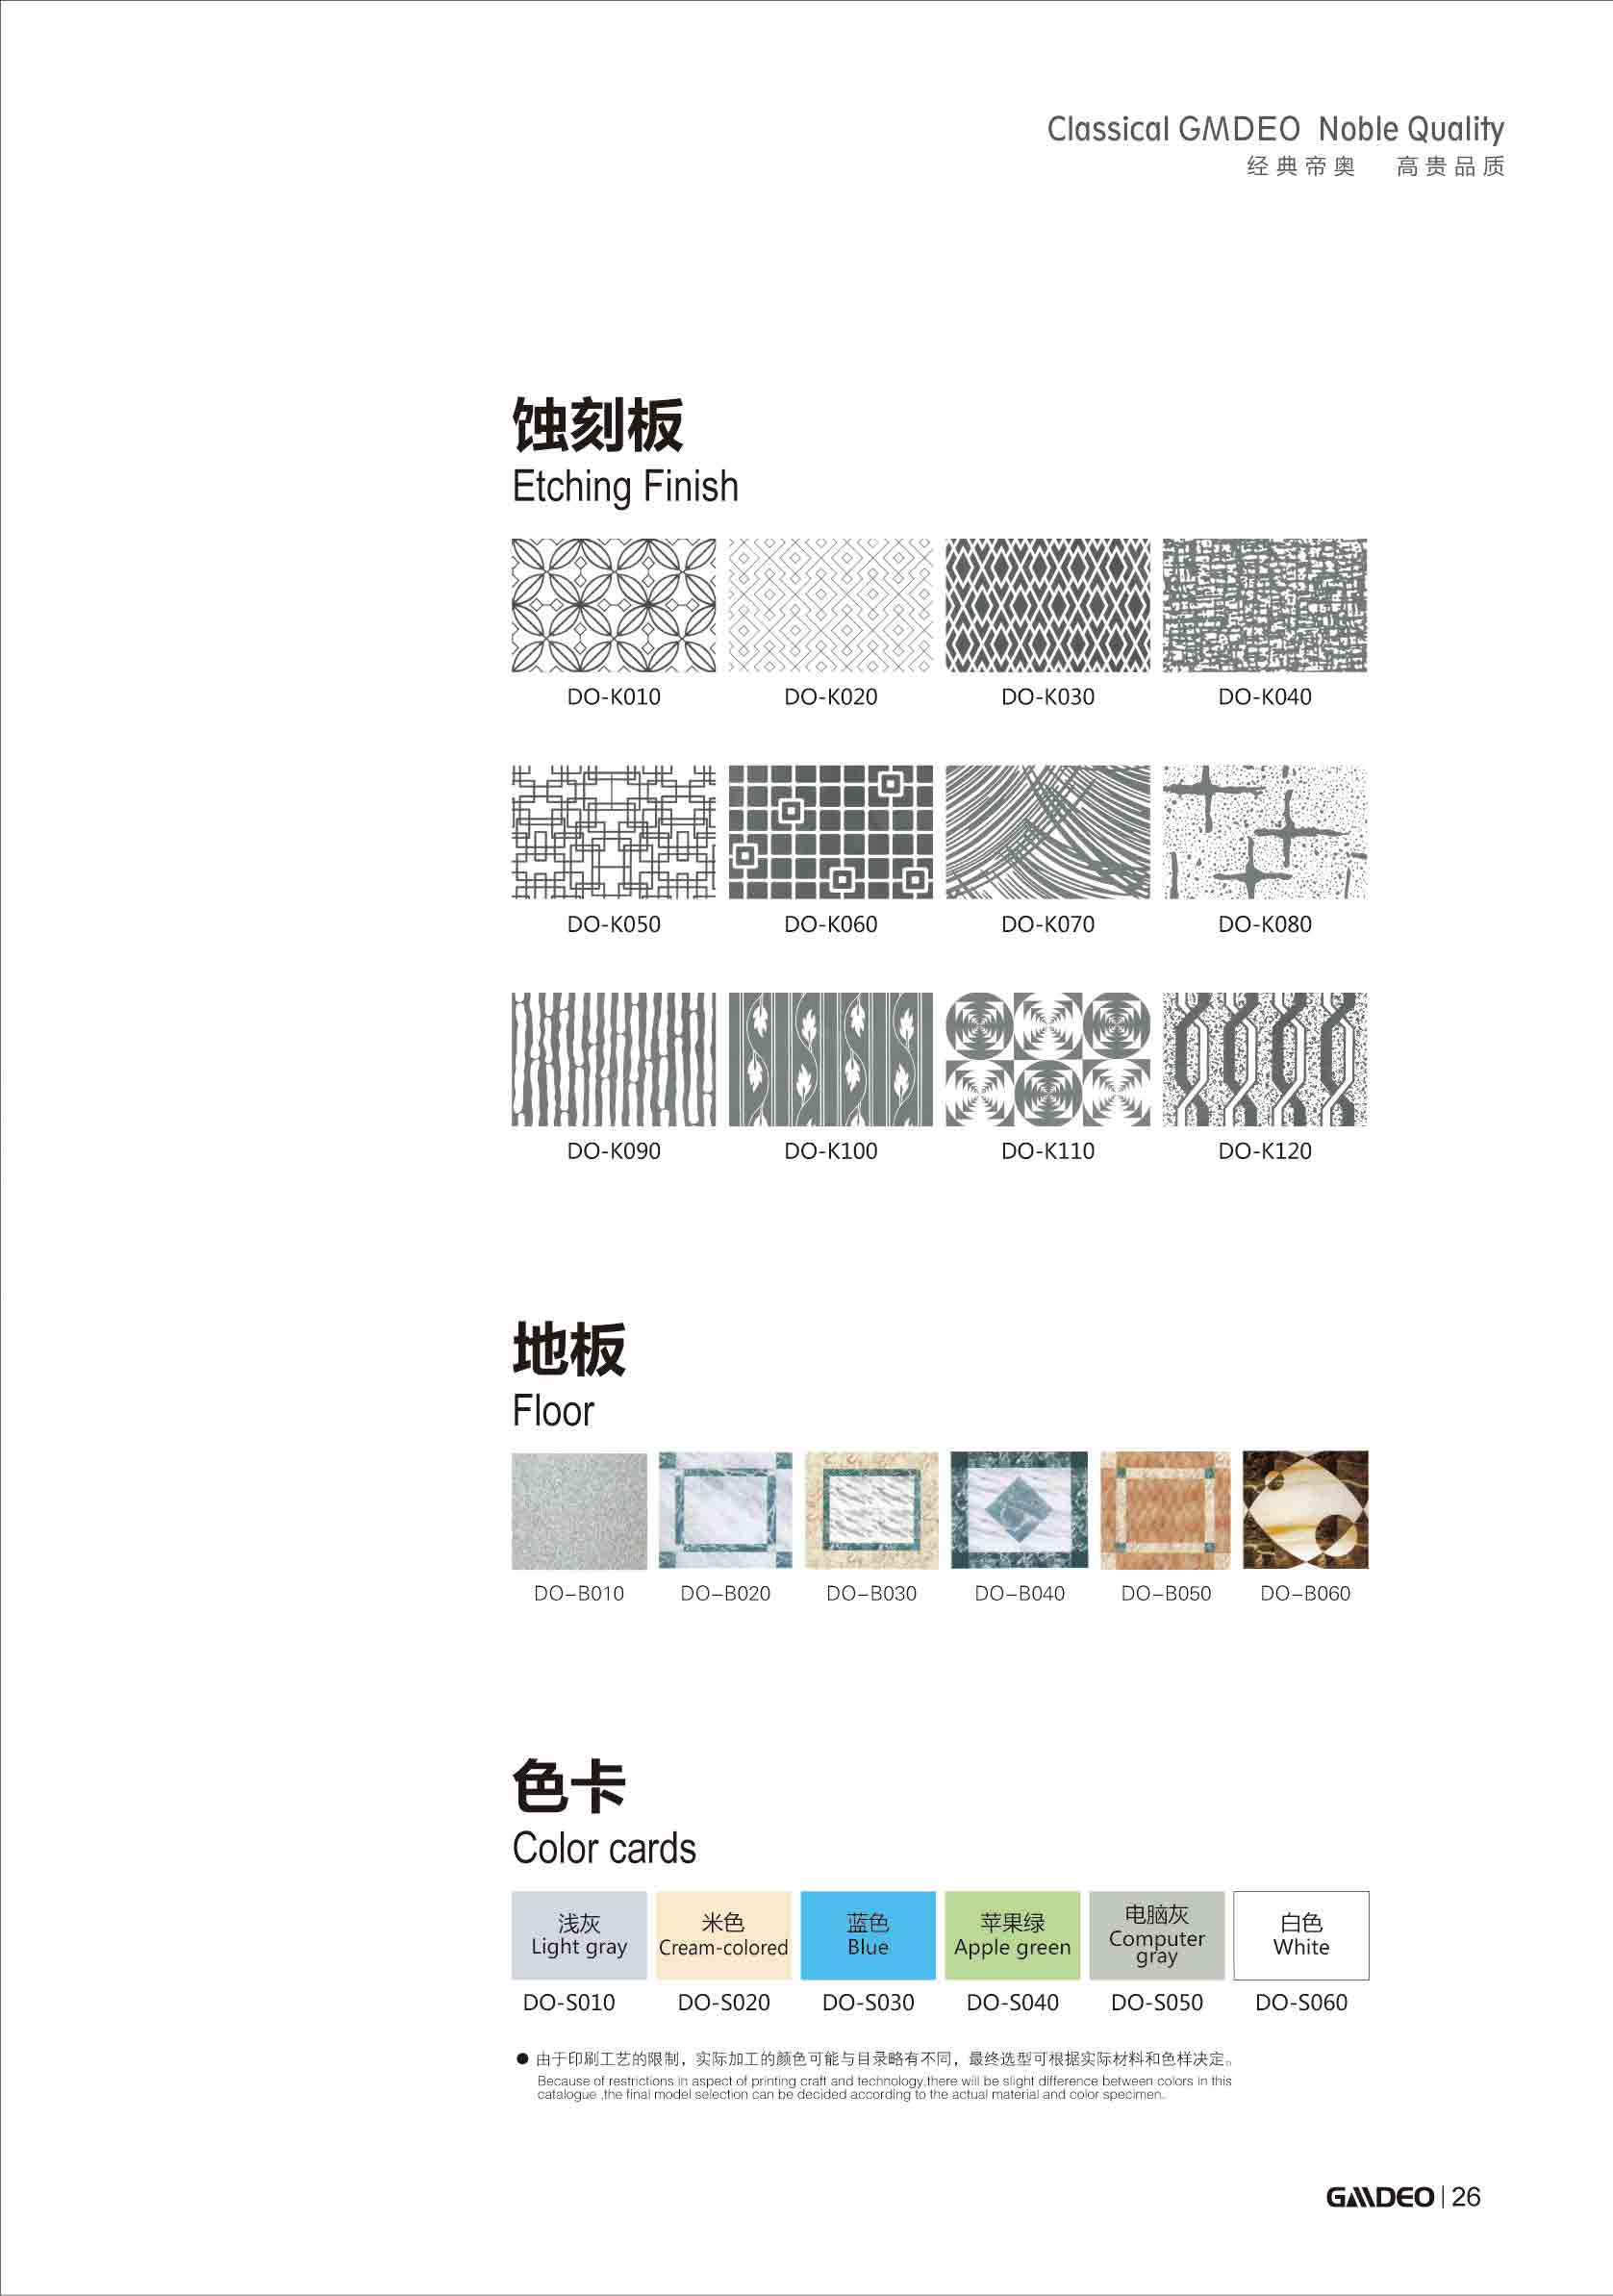 Classical GMDEO Noble Quality
经典帝奥 高贵品质
蚀刻板
Etching Finish
DO-K010 DO-K020 DO-K030 DO-K040
DO-K050 DO-K060 DO-K070 DO-K080
DO-K090 DO-K100 DO-K110 DO-K120
地板
Floor
DO-B010 DO-B020 DO-B030 DO-B040 DO-B050 DO-B060
色卡
Color cards
浅灰
Light gray
米色
Cream-colored
蓝色
Blue
苹果绿
Apple green
电脑灰
Computer
gray
白色
White
DO-S010 DO-S020 DO-S030 DO-S040 DO-S050 DO-S060
● 由于印刷工艺的限制，实际加工的颜色可能与目录略有不同，最终选型可根据实际材料和色样决定。
Because of restrictions in aspect of printing craft and technology,there will be slight difference between colors in this
catalogue ,the final model selection can be decided according to the actual material and color specimen.
GMDEO | 26